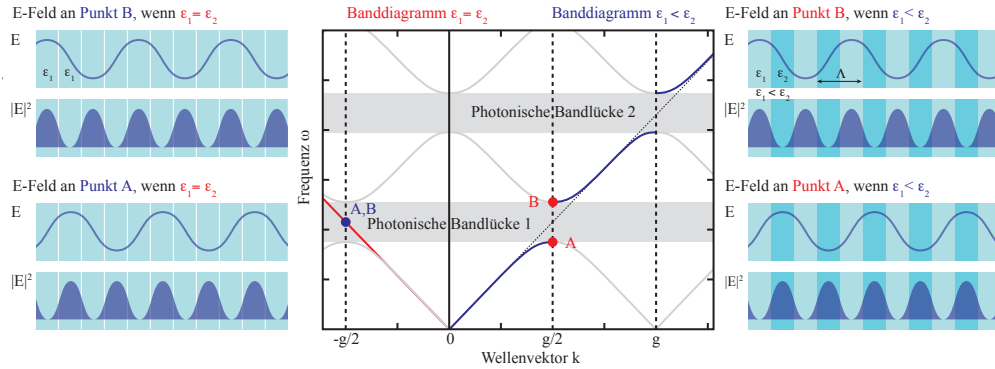 E-Feld an Punkt B, wenn ε₁= ε₂
E
ε₁ ε₁
|E|²
E-Feld an Punkt A, wenn ε₁= ε₂
E
|E|²
Banddiagramm ε₁= ε₂
Banddiagramm ε₁< ε₂
Frequenz ω
Photonische Bandlücke 2
B
A,B
Photonische Bandlücke 1
A
-g/2
0
g/2
g
Wellenvektor k
E-Feld an Punkt B, wenn ε₁< ε₂
E
ε₁ ε₂
Λ
ε₁< ε₂
|E|²
E-Feld an Punkt A, wenn ε₁< ε₂
E
|E|²